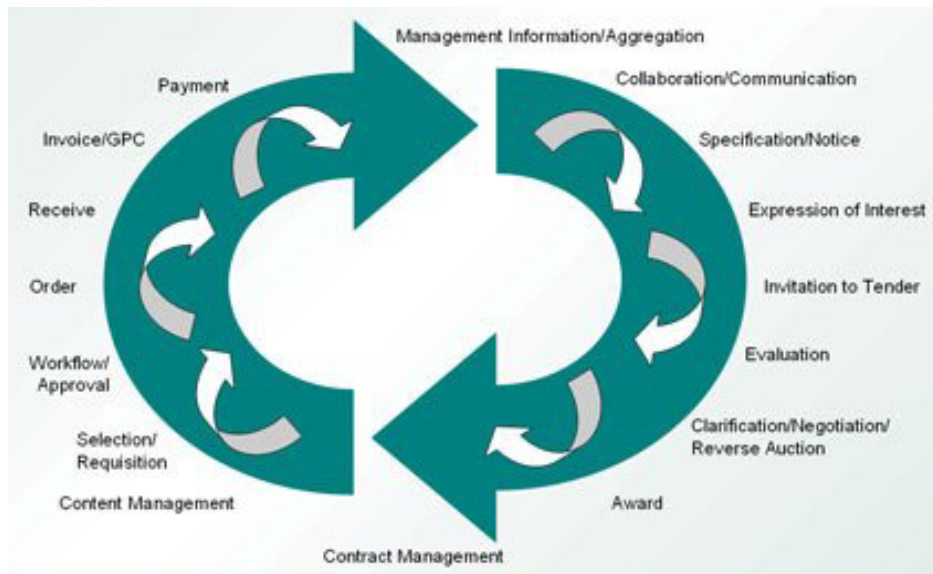 Management Information/Aggregation
Collaboration/Communication
Specification/Notice
Expression of Interest
Invitation to Tender
Evaluation
Clarification/Negotiation/
Reverse Auction
Award
Contract Management
Content Management
Selection/
Requisition
Workflow/
Approval
Order
Receive
Invoice/GPC
Payment